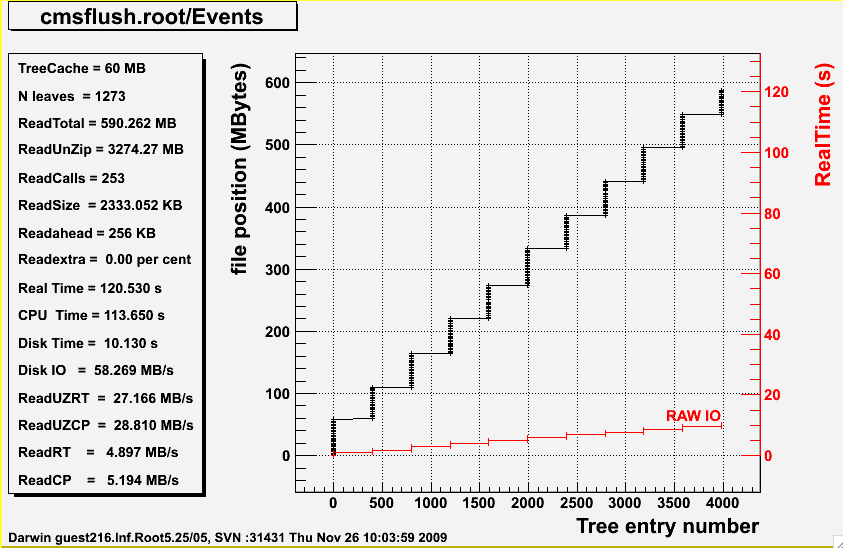 cmsflush.root/Events
TreeCache = 60 MB
N leaves = 1273
ReadTotal = 590.262 MB
ReadUnZip = 3274.27 MB
ReadCalls = 253
ReadSize = 2333.052 KB
Readahead = 256 KB
Readextra = 0.00 per cent
Real Time = 120.530 s
CPU Time = 113.650 s
Disk Time = 10.130 s
Disk IO = 58.269 MB/s
ReadUZRT = 27.166 MB/s
ReadUZCP = 28.810 MB/s
ReadRT = 4.897 MB/s
ReadCP = 5.194 MB/s
file position (MBytes)
600
500
400
300
200
100
0
0 500 1000 1500 2000 2500 3000 3500 4000
Tree entry number
RAW IO
RealTime (s)
120
100
80
60
40
20
0
Darwin guest216.lnf.Root5.25/05, SVN :31431 Thu Nov 26 10:03:59 2009